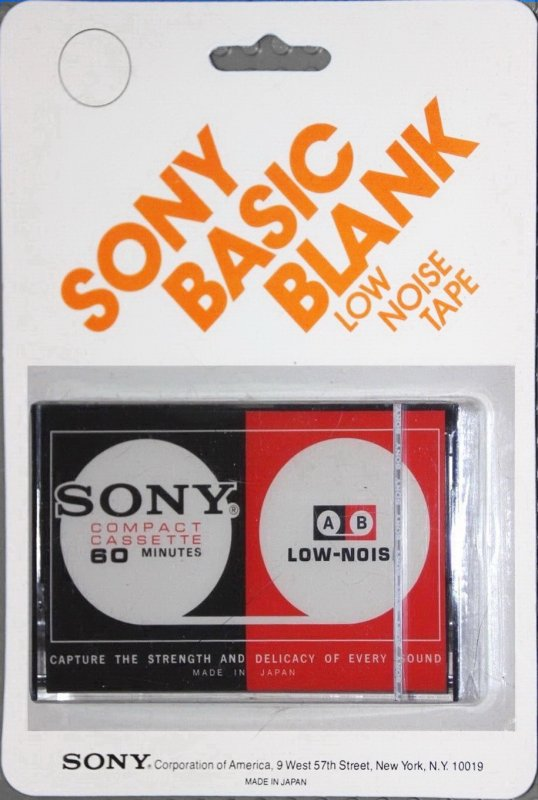 SONY
BASIC
BLANK
LOW
NOISE
TAPE
SONY®
COMPACT
CASSETTE
60 MINUTES
A B
LOW-NOIS
CAPTURE THE STRENGTH AND DELICACY OF EVERY SOUND
MADE IN JAPAN
SONY® Corporation of America, 9 West 57th Street, New York, N.Y. 10019
MADE IN JAPAN